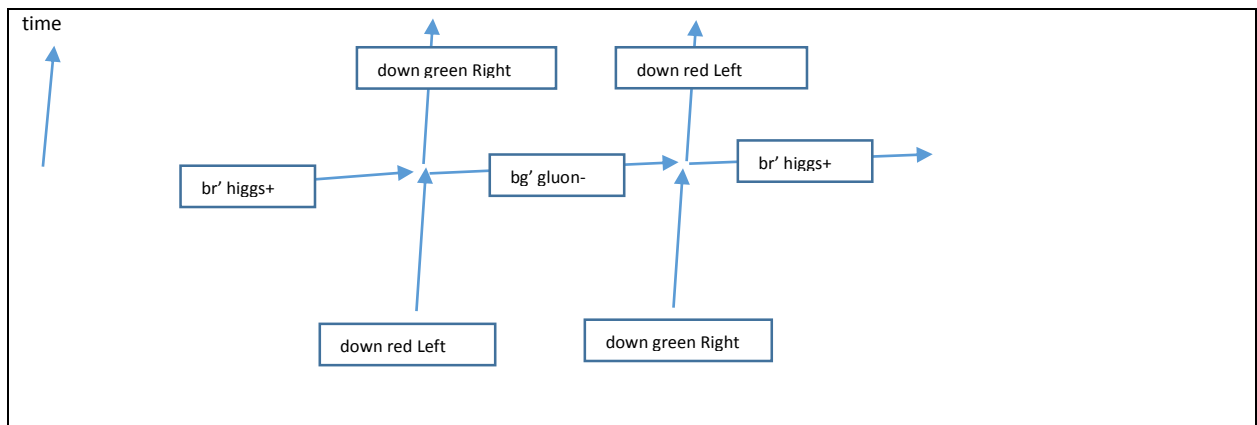 time
down green Right
down red Left
br’ higgs+
bg’ gluon-
br’ higgs+
down red Left
down green Right